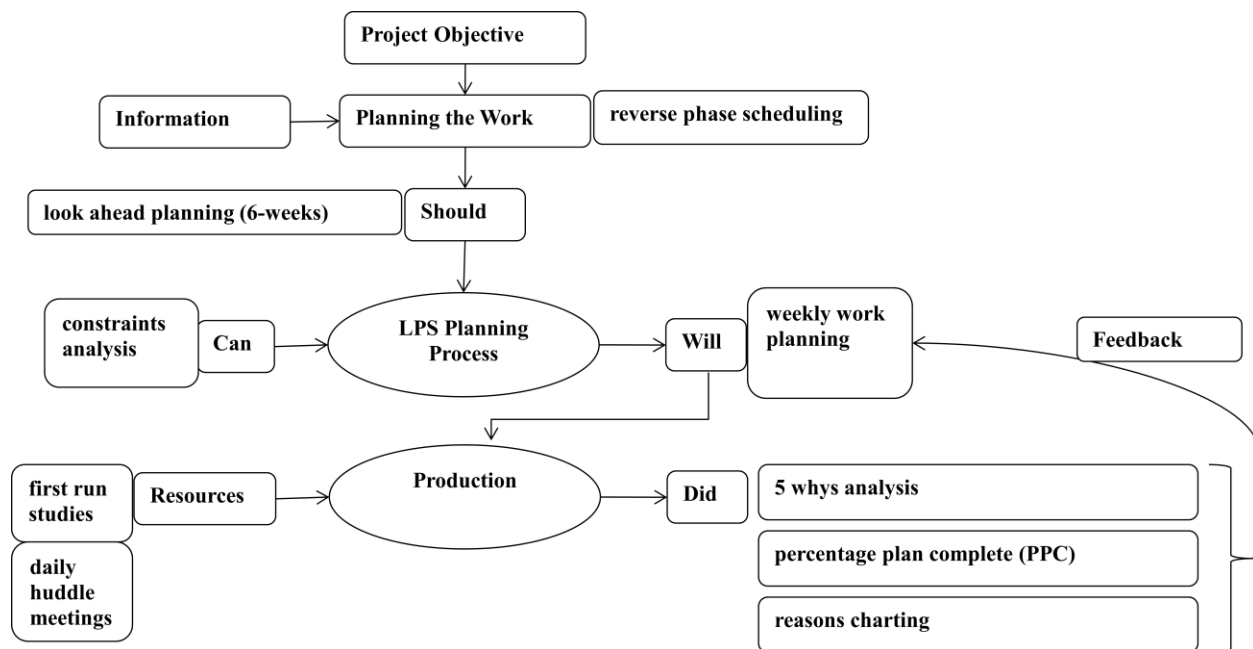 Project Objective
Information
Planning the Work
reverse phase scheduling
look ahead planning (6-weeks)
Should
constraints
analysis
Can
LPS Planning
Process
Will
weekly work
planning
Feedback
first run
studies
Resources
Production
Did
5 whys analysis
daily
huddle
meetings
percentage plan complete (PPC)
reasons charting